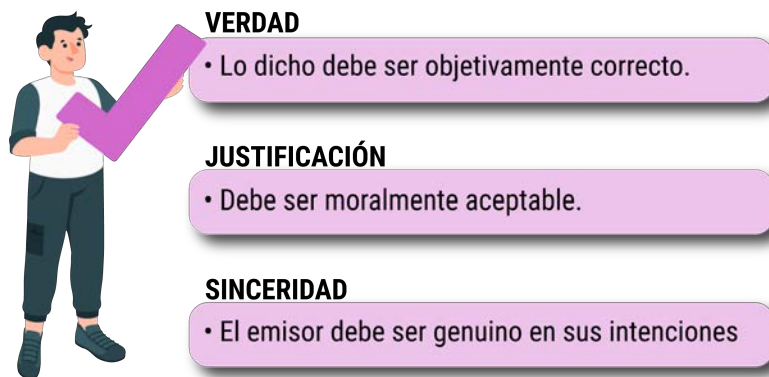 VERDAD
• Lo dicho debe ser objetivamente correcto.
JUSTIFICACIÓN
• Debe ser moralmente aceptable.
SINCERIDAD
• El emisor debe ser genuino en sus intenciones